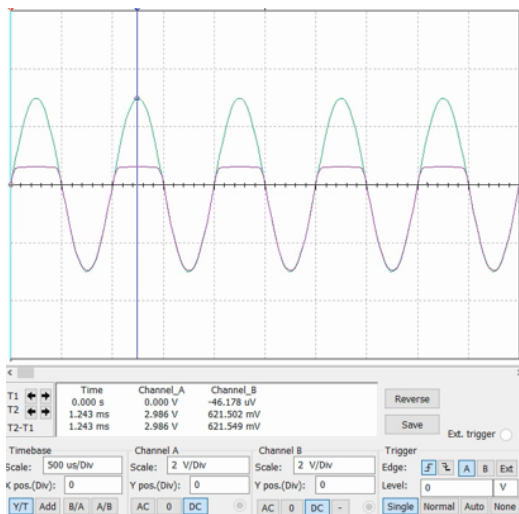 Time Channel_A Channel_B
T1 0.000 s 0.000 V -46.178 uV
T2 1.243 ms 2.986 V 621.502 mV
T2-T1 1.243 ms 2.986 V 621.549 mV
Reverse
Save
Ext. trigger
Timebase
Scale: 500 us/Div
X pos.(Div): 0
Y/T Add B/A A/B
Channel A
Scale: 2 V/Div
Y pos.(Div): 0
AC 0 DC
Channel B
Scale: 2 V/Div
Y pos.(Div): 0
AC 0 DC -
Trigger
Edge: A B Ext
Level: 0 V
Single Normal Auto None